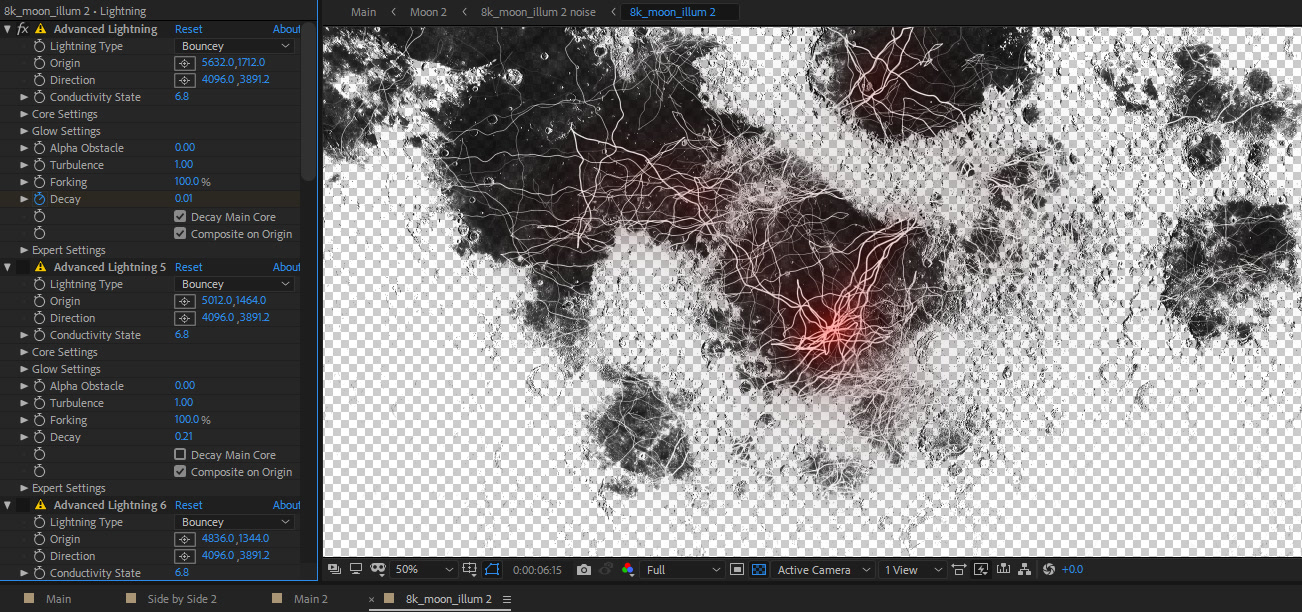 8k_moon_illum 2 • Lightning
Main < Moon 2 < 8k_moon_illum 2 noise < 8k_moon_illum 2
fx Advanced Lightning Reset About
Lightning Type Bouncey
Origin 5632.0,1712.0
Direction 4096.0,3891.2
Conductivity State 6.8
Core Settings
Glow Settings
Alpha Obstacle 0.00
Turbulence 1.00
Forking 100.0 %
Decay 0.01
Decay Main Core
Composite on Origin
Expert Settings
Advanced Lightning 5 Reset About
Lightning Type Bouncey
Origin 5012.0,1464.0
Direction 4096.0,3891.2
Conductivity State 6.8
Core Settings
Glow Settings
Alpha Obstacle 0.00
Turbulence 1.00
Forking 100.0 %
Decay 0.21
Decay Main Core
Composite on Origin
Expert Settings
Advanced Lightning 6 Reset About
Lightning Type Bouncey
Origin 4836.0,1344.0
Direction 4096.0,3891.2
Conductivity State 6.8
50% 0:00:06:15 Full Active Camera 1 View +0.0
Main Side by Side 2 Main 2 × 8k_moon_illum 2